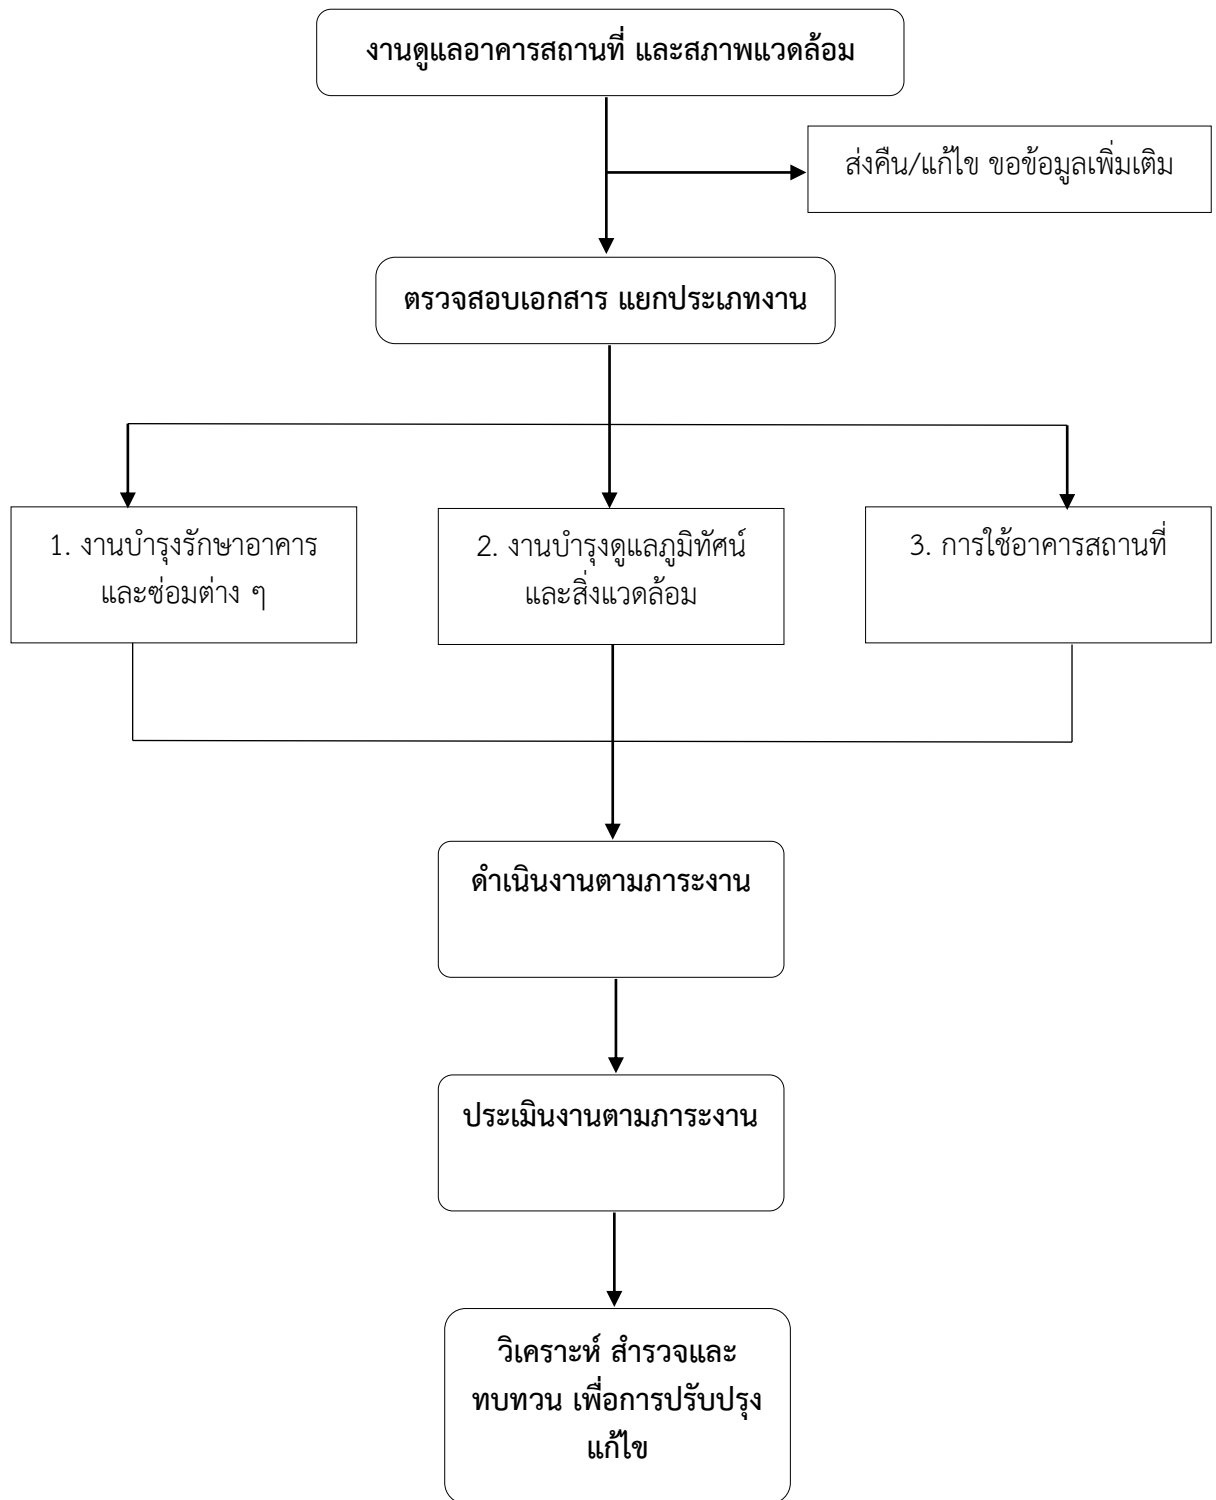 งานดูแลอาคารสถานที่ และสภาพแวดล้อม
ส่งคืน/แก้ไข ขอข้อมูลเพิ่มเติม
ตรวจสอบเอกสาร แยกประเภทงาน
1. งานบำรุงรักษาอาคาร
และซ่อมต่าง ๆ
2. งานบำรุงดูแลภูมิทัศน์
และสิ่งแวดล้อม
3. การใช้อาคารสถานที่
ดำเนินงานตามภาระงาน
ประเมินงานตามภาระงาน
วิเคราะห์ สำรวจและ
ทบทวน เพื่อการปรับปรุง
แก้ไข